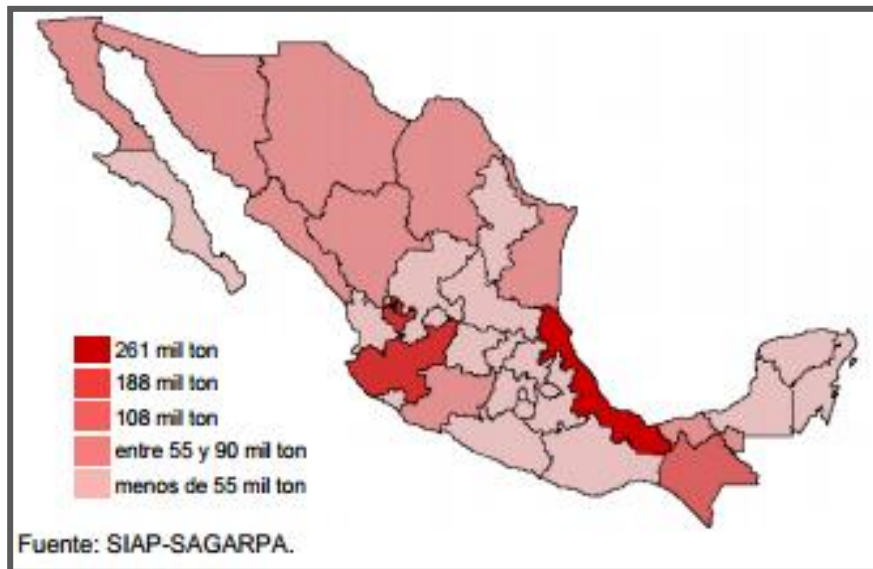 261 mil ton
188 mil ton
108 mil ton
entre 55 y 90 mil ton
menos de 55 mil ton
Fuente: SIAP-SAGARPA.